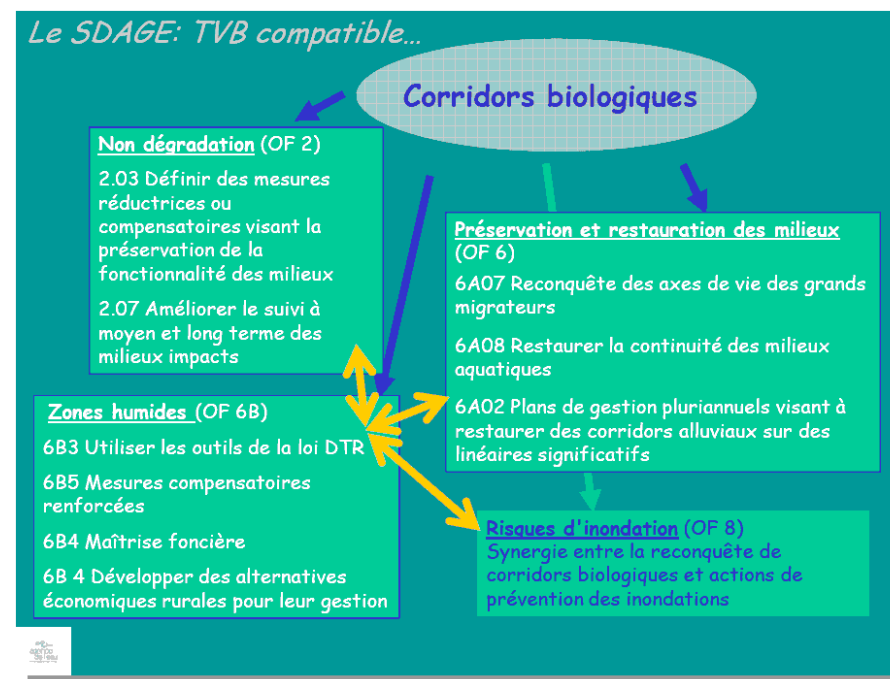 Le SDAGE: TVB compatible…
Corridors biologiques
Non dégradation (OF 2)
2.03 Définir des mesures
réductrices ou
compensatoires visant la
préservation de la
fonctionnalité des milieux
2.07 Améliorer le suivi à
moyen et long terme des
milieux impacts
Préservation et restauration des milieux
(OF 6)
6A07 Reconquête des axes de vie des grands
migrateurs
6A08 Restaurer la continuité des milieux
aquatiques
6A02 Plans de gestion pluriannuels visant à
restaurer des corridors alluviaux sur des
linéaires significatifs
Zones humides (OF 6B)
6B3 Utiliser les outils de la loi DTR
6B5 Mesures compensatoires
renforcées
6B4 Maîtrise foncière
6B 4 Développer des alternatives
économiques rurales pour leur gestion
Risques d'inondation (OF 8)
Synergie entre la reconquête de
corridors biologiques et actions de
prévention des inondations